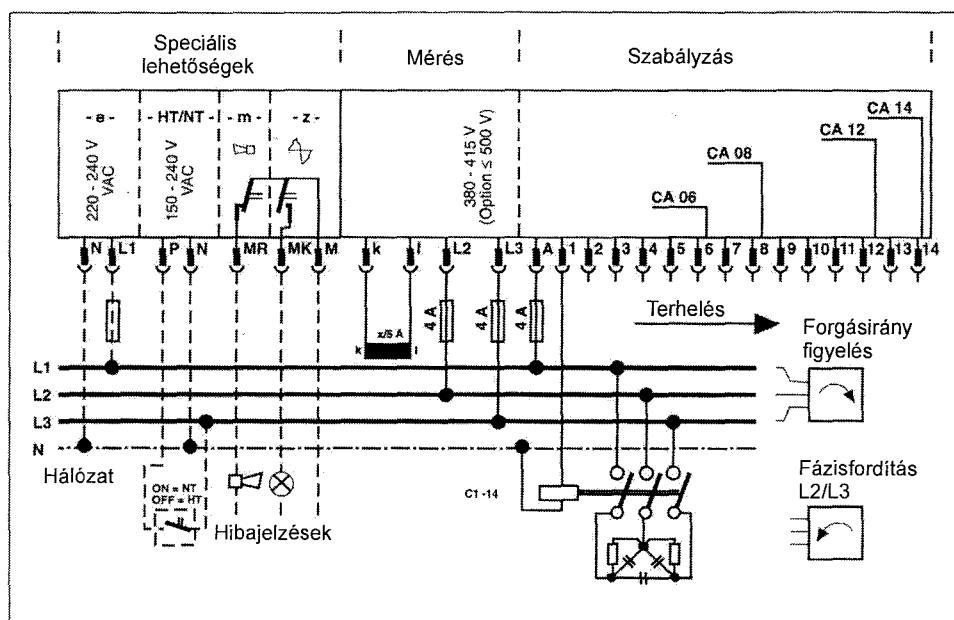 Speciális
lehetőségek
Mérés
Szabályzás
- e -
- HT/NT -
- m -
- z -
220 - 240 V
VAC
150 - 240 V
VAC
380 - 415 V
(Option ≤ 500 V)
CA 06
CA 08
CA 12
CA 14
N L1 P N MR MK M k l L2 L3 A 1 2 3 4 5 6 7 8 9 10 11 12 13 14
4 A
4 A
4 A
x/5 A
k l
Terhelés
Forgásirány
figyelés
L1
L2
L3
N
Hálózat
ON = NT
OFF = HT
Hibajelzések
C1 -14
Fázisfordítás
L2/L3